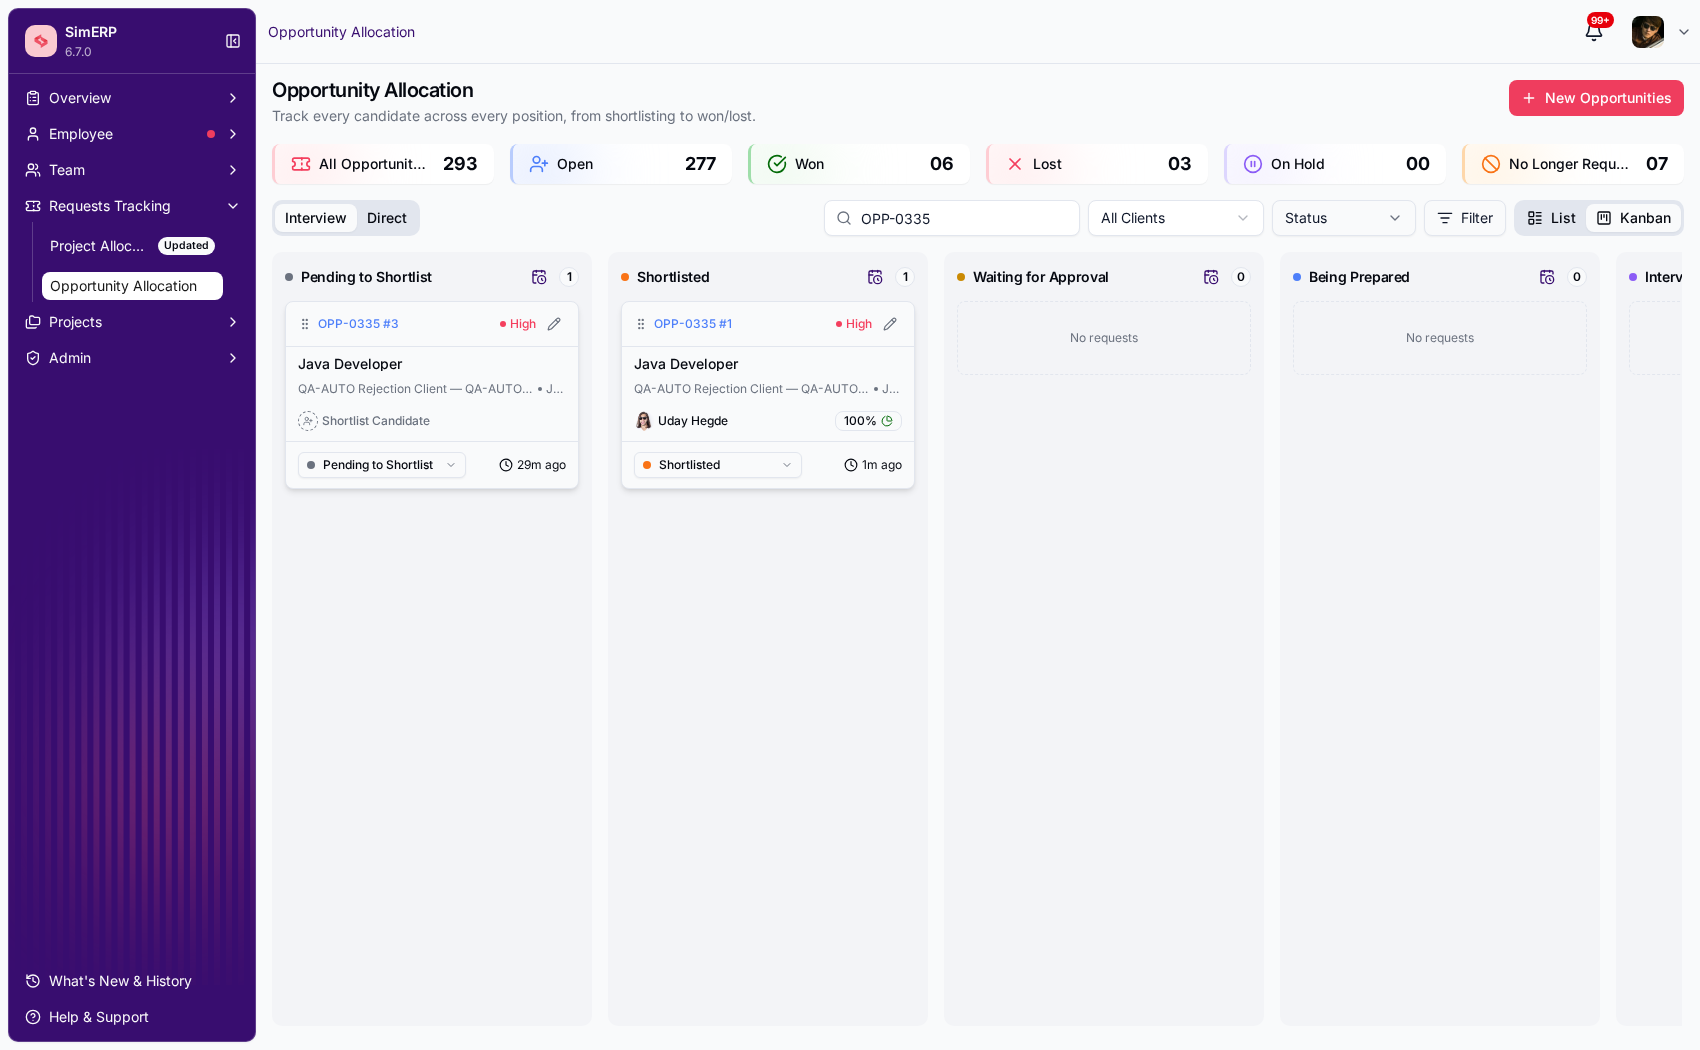 SimERP
6.7.0
Overview
Employee
Team
Requests Tracking
Project Alloc... Updated
Opportunity Allocation
Projects
Admin
What's New & History
Help & Support
Opportunity Allocation
99+
Opportunity Allocation
Track every candidate across every position, from shortlisting to won/lost.
New Opportunities
All Opportunit... 293
Open 277
Won 06
Lost 03
On Hold 00
No Longer Requ... 07
Interview Direct
OPP-0335
All Clients
Status
Filter
List Kanban
Pending to Shortlist 1
OPP-0335 #3 High
Java Developer
QA-AUTO Rejection Client — QA-AUTO... • J...
Shortlist Candidate
Pending to Shortlist 29m ago
Shortlisted 1
OPP-0335 #1 High
Java Developer
QA-AUTO Rejection Client — QA-AUTO... • J...
Uday Hegde 100%
Shortlisted 1m ago
Waiting for Approval 0
No requests
Being Prepared 0
No requests
Interv